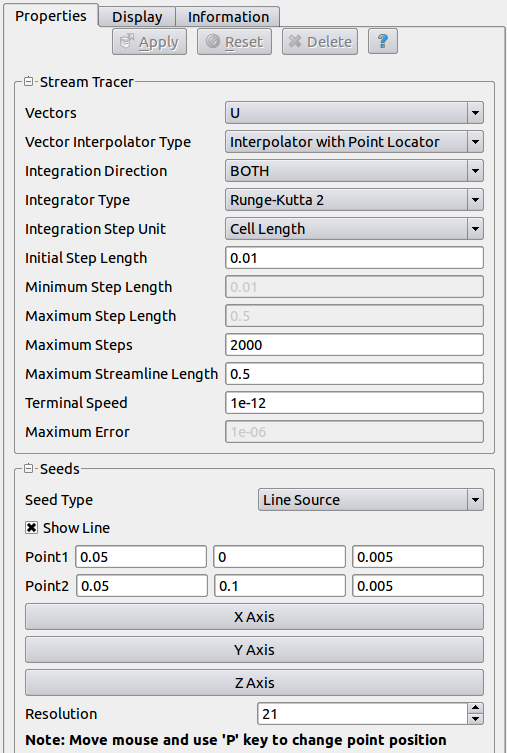 Properties Display Information
Apply Reset Delete ?
Stream Tracer
Vectors U
Vector Interpolator Type Interpolator with Point Locator
Integration Direction BOTH
Integrator Type Runge-Kutta 2
Integration Step Unit Cell Length
Initial Step Length 0.01
Minimum Step Length 0.01
Maximum Step Length 0.5
Maximum Steps 2000
Maximum Streamline Length 0.5
Terminal Speed 1e-12
Maximum Error 1e-06
Seeds
Seed Type Line Source
Show Line
Point1 0.05 0 0.005
Point2 0.05 0.1 0.005
X Axis
Y Axis
Z Axis
Resolution 21
Note: Move mouse and use 'P' key to change point position